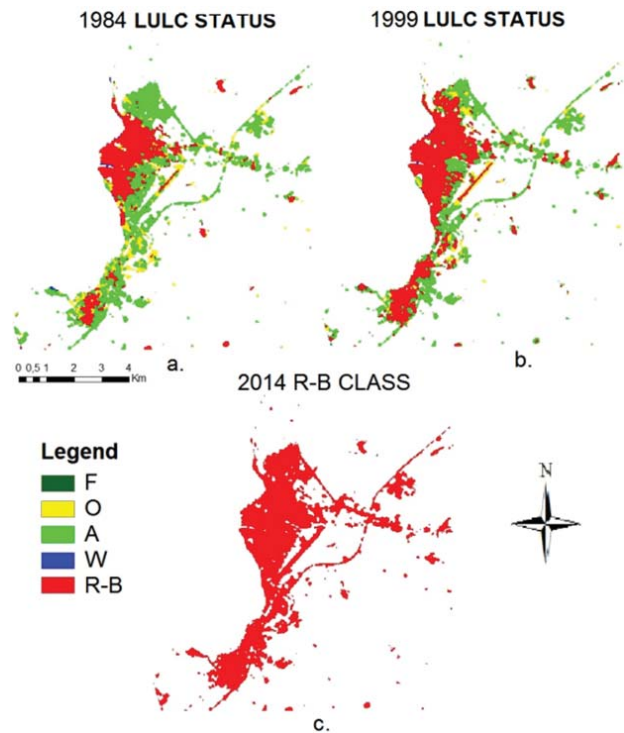 1984 LULC STATUS
1999 LULC STATUS
a.
b.
0 0,5 1 2 3 4
Km
2014 R-B CLASS
Legend
F
O
A
W
R-B
N
c.